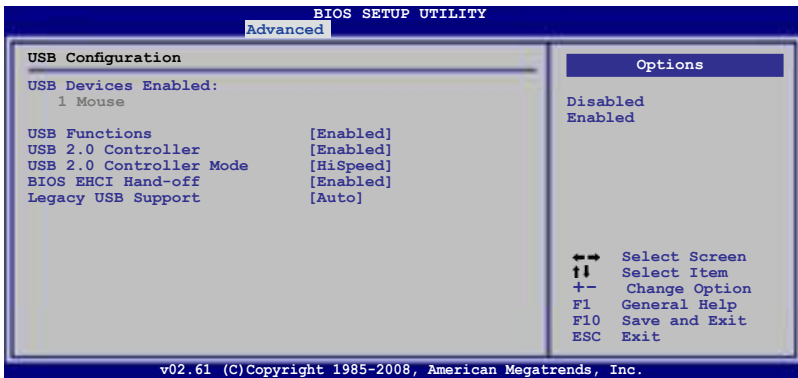 BIOS SETUP UTILITY
Advanced
USB Configuration
USB Devices Enabled:
1 Mouse
USB Functions [Enabled]
USB 2.0 Controller [Enabled]
USB 2.0 Controller Mode [HiSpeed]
BIOS EHCI Hand-off [Enabled]
Legacy USB Support [Auto]
Options
Disabled
Enabled
←→ Select Screen
↑↓ Select Item
+- Change Option
F1 General Help
F10 Save and Exit
ESC Exit
v02.61 (C)Copyright 1985-2008, American Megatrends, Inc.